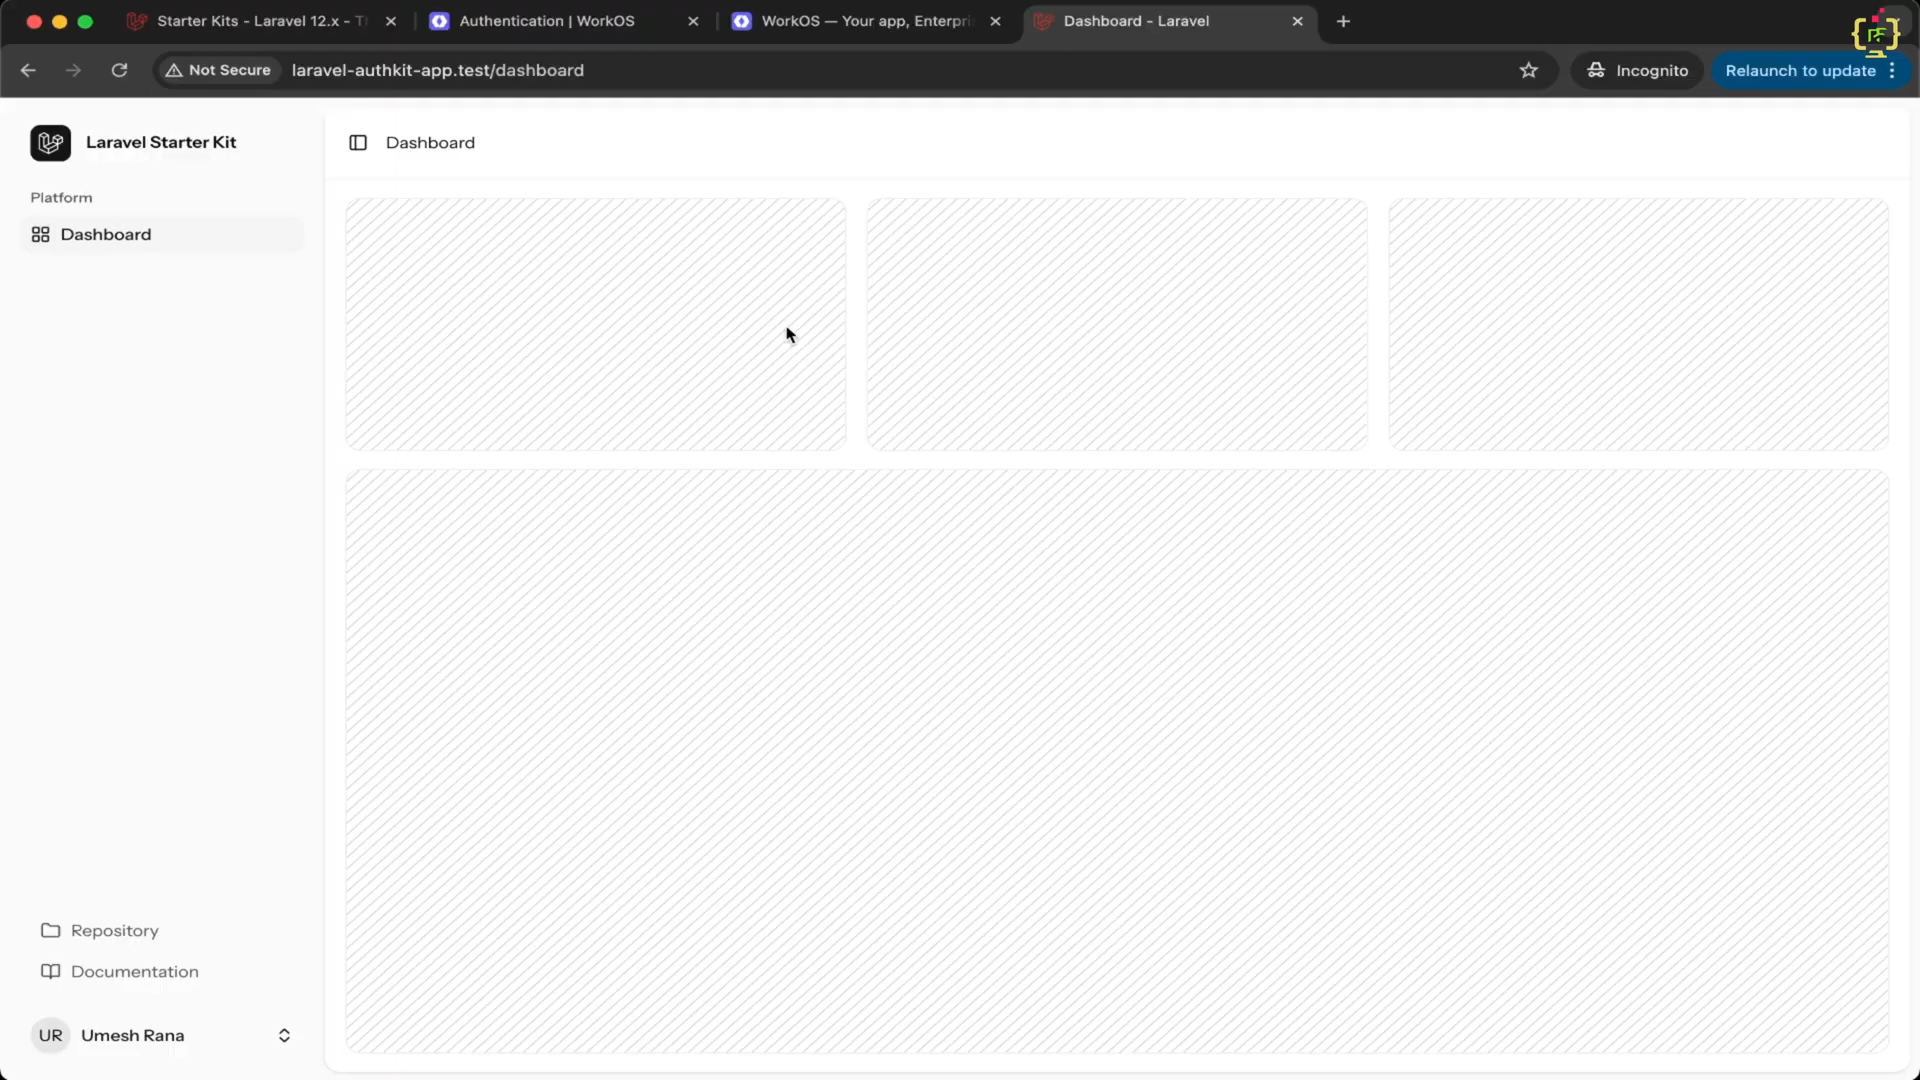 Starter Kits - Laravel 12.x - T
Authentication | WorkOS
WorkOS — Your app, Enterpri
Dashboard - Laravel
Not Secure
laravel-authkit-app.test/dashboard
Incognito
Relaunch to update
Laravel Starter Kit
Dashboard
Platform
Dashboard
Repository
Documentation
UR
Umesh Rana